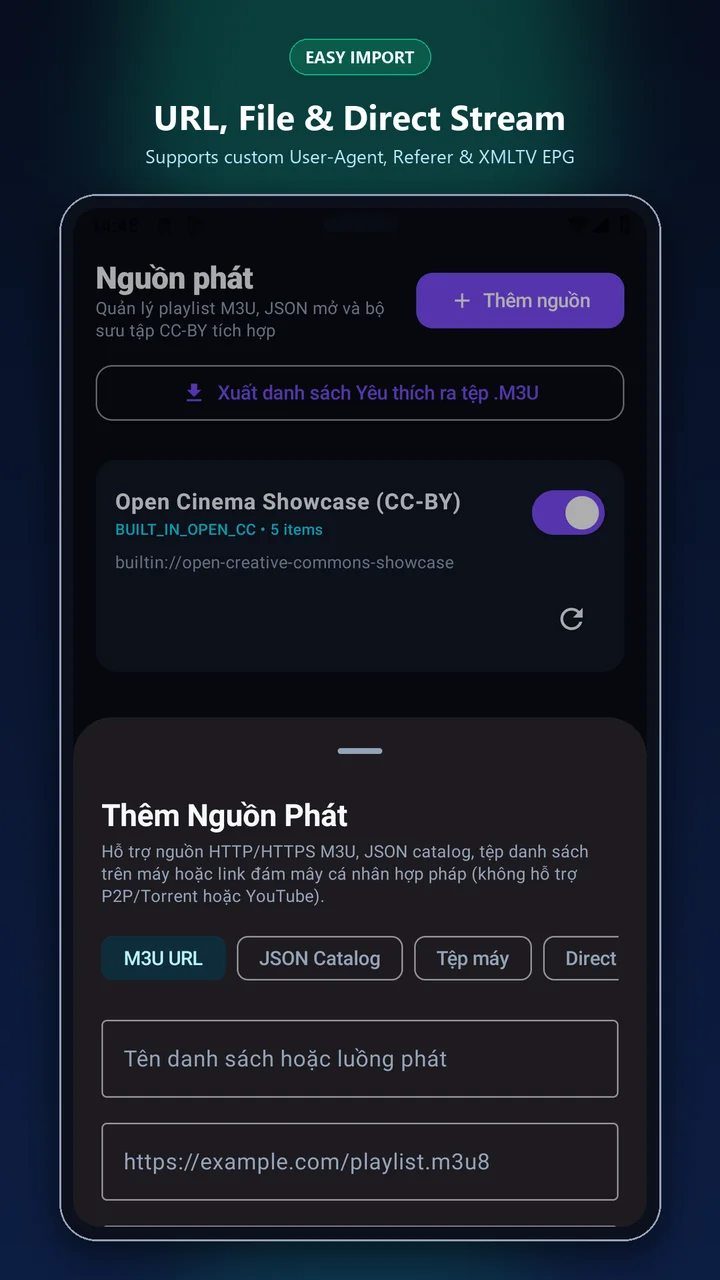 EASY IMPORT
URL, File & Direct Stream
Supports custom User-Agent, Referer & XMLTV EPG
Nguồn phát
Quản lý playlist M3U, JSON mở và bộ
sưu tập CC-BY tích hợp
+ Thêm nguồn
Xuất danh sách Yêu thích ra tệp .M3U
Open Cinema Showcase (CC-BY)
BUILT_IN_OPEN_CC • 5 items
builtin://open-creative-commons-showcase
Thêm Nguồn Phát
Hỗ trợ nguồn HTTP/HTTPS M3U, JSON catalog, tệp danh sách
trên máy hoặc link đám mây cá nhân hợp pháp (không hỗ trợ
P2P/Torrent hoặc YouTube).
M3U URL
JSON Catalog
Tệp máy
Direct
Tên danh sách hoặc luồng phát
https://example.com/playlist.m3u8